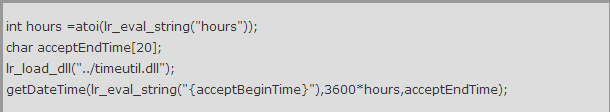 int hours =atoi(lr_eval_string("hours"));
char acceptEndTime[20];
lr_load_dll("../timeutil.dll");
getDateTime(lr_eval_string("{acceptBeginTime}"),3600*hours,acceptEndTime);